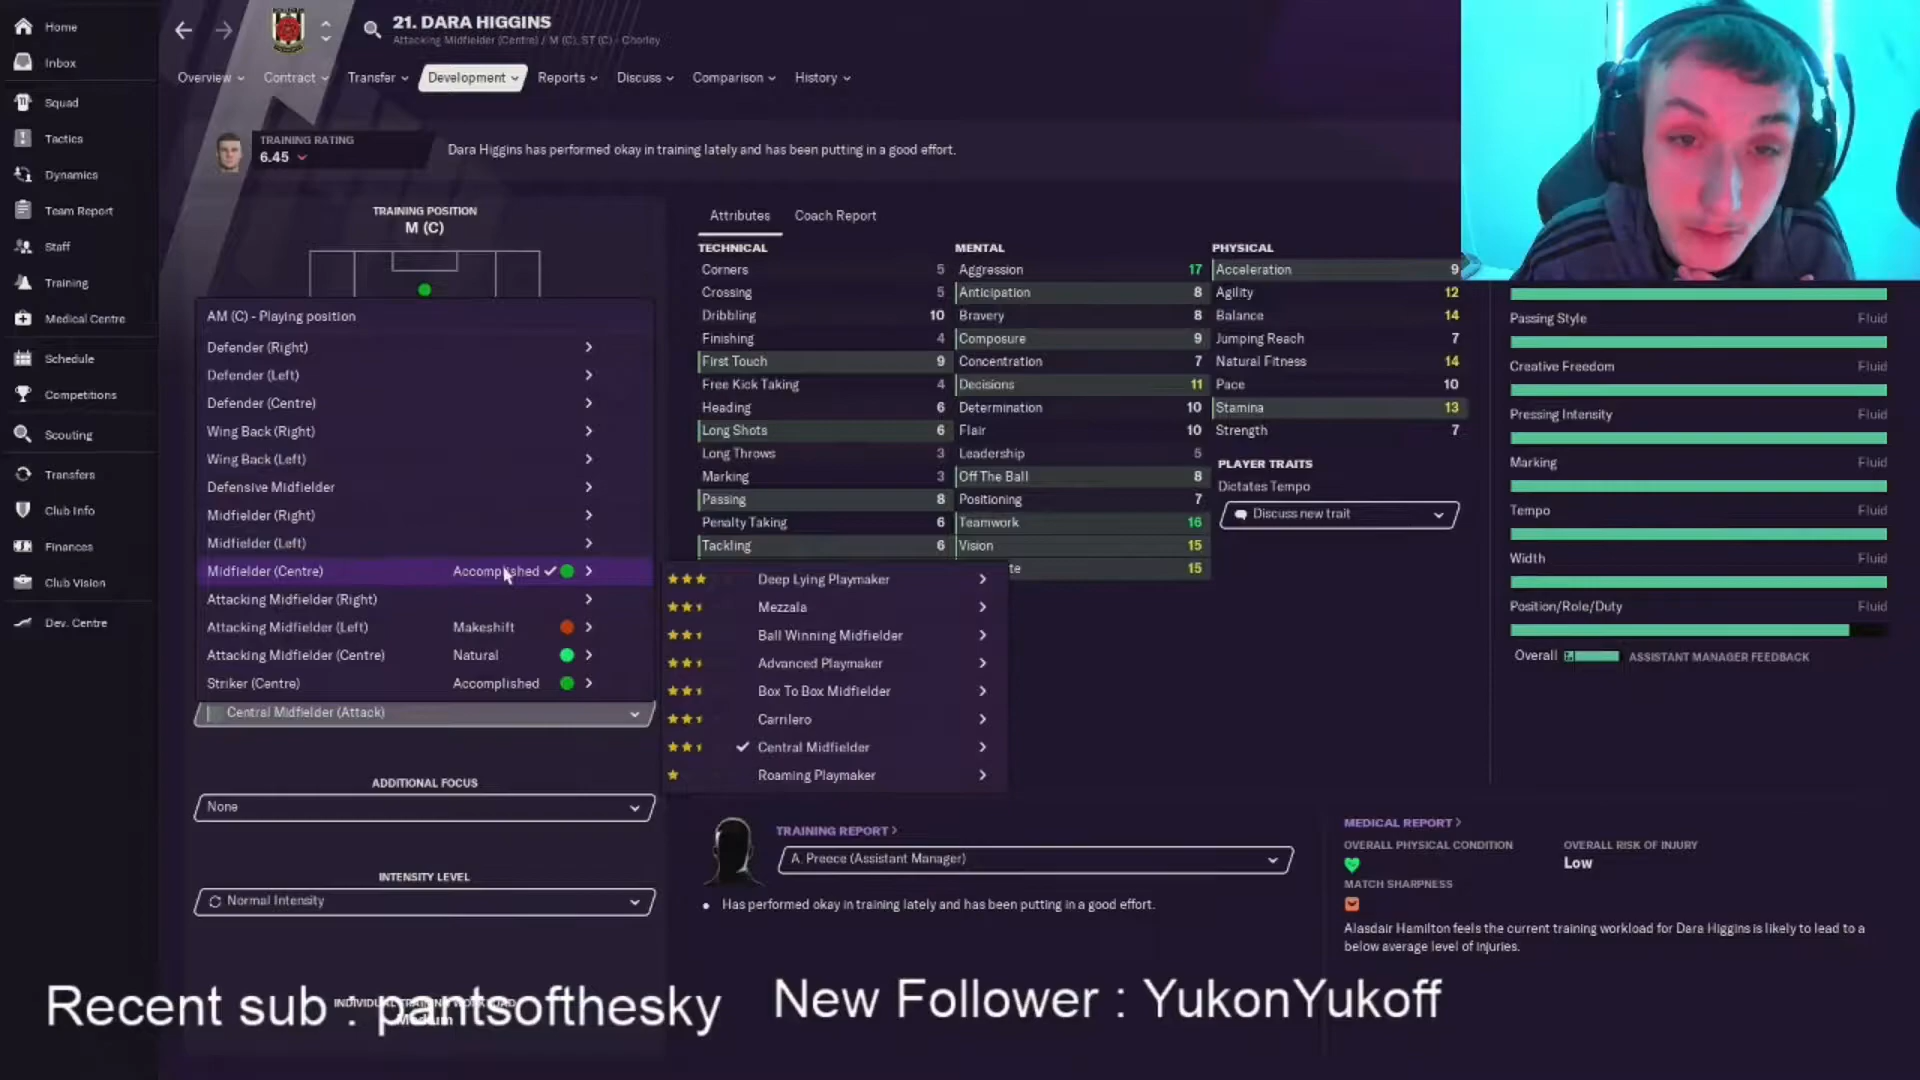 Home
Inbox
Squad
Tactics
Dynamics
Team Report
Staff
Training
Medical Centre
Schedule
Competitions
Scouting
Transfers
Club Info
Finances
Club Vision
Dev. Centre
21. DARA HIGGINS
Attacking Midfielder (Centre) / M (C), ST (C) - Chorley
Overview
Contract
Transfer
Development
Reports
Discuss
Comparison
History
TRAINING RATING
6.45
Dara Higgins has performed okay in training lately and has been putting in a good effort.
TRAINING POSITION
M (C)
AM (C) - Playing position
Defender (Right)
Defender (Left)
Defender (Centre)
Wing Back (Right)
Wing Back (Left)
Defensive Midfielder
Midfielder (Right)
Midfielder (Left)
Midfielder (Centre) Accomplished
Attacking Midfielder (Right)
Attacking Midfielder (Left) Makeshift
Attacking Midfielder (Centre) Natural
Striker (Centre) Accomplished
Central Midfielder (Attack)
ADDITIONAL FOCUS
None
INTENSITY LEVEL
Normal Intensity
Deep Lying Playmaker
Mezzala
Ball Winning Midfielder
Advanced Playmaker
Box To Box Midfielder
Carrilero
Central Midfielder
Roaming Playmaker
Attributes
Coach Report
TECHNICAL
Corners 5
Crossing 5
Dribbling 10
Finishing 4
First Touch 9
Free Kick Taking 4
Heading 6
Long Shots 6
Long Throws 3
Marking 3
Passing 8
Penalty Taking 6
Tackling 6
MENTAL
Aggression 17
Anticipation 8
Bravery 8
Composure 9
Concentration 7
Decisions 11
Determination 10
Flair 10
Leadership 5
Off The Ball 8
Positioning 7
Teamwork 16
Vision 15
te 15
PHYSICAL
Acceleration 9
Agility 12
Balance 14
Jumping Reach 7
Natural Fitness 14
Pace 10
Stamina 13
Strength 7
PLAYER TRAITS
Dictates Tempo
Discuss new trait
Passing Style Fluid
Creative Freedom Fluid
Pressing Intensity Fluid
Marking Fluid
Tempo Fluid
Width Fluid
Position/Role/Duty Fluid
Overall
ASSISTANT MANAGER FEEDBACK
TRAINING REPORT
A. Preece (Assistant Manager)
Has performed okay in training lately and has been putting in a good effort.
MEDICAL REPORT
OVERALL PHYSICAL CONDITION
OVERALL RISK OF INJURY
Low
MATCH SHARPNESS
Alasdair Hamilton feels the current training workload for Dara Higgins is likely to lead to a
below average level of injuries.
Recent sub : pantsofthesky
New Follower : YukonYukoff